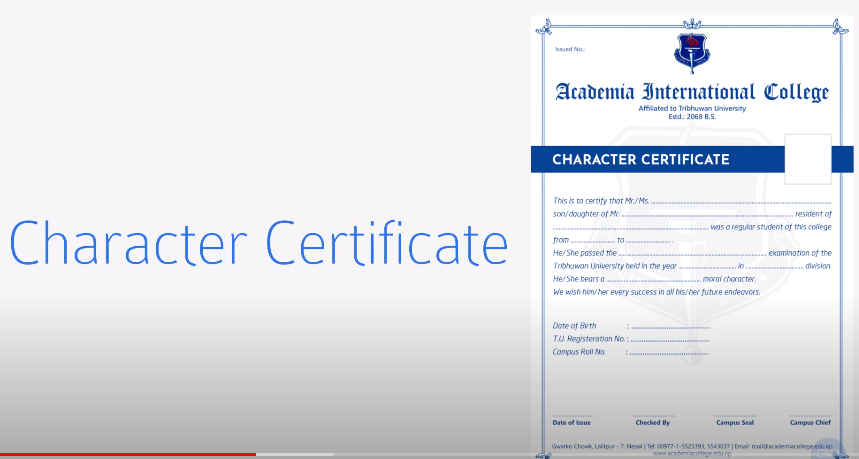 Character Certificate
Issued No.:
Academia International College
Affiliated to Tribhuwan University
Estd.: 2068 B.S.
CHARACTER CERTIFICATE
This is to certify that Mr./Ms. ............................................................
son/daughter of Mr. ............................................................ resident of
............................................................ was a regular student of this college
from .................... to .................... .
He/She passed the ............................................................ examination of the
Tribhuwan University held in the year ........................ in ........................ division.
He/She bears a ........................................ moral character.
We wish him/her every success in all his/her future endeavors.
Date of Birth : ........................................
T.U. Registeration No. : ........................................
Campus Roll No. : ........................................
Date of Issue Checked By Campus Seal Campus Chief
Gwarko Chowk, Lalitpur - 7, Nepal | Tel: 00977-1-5525393, 5543037 | Email: mail@academiacollege.edu.np
www.academiacollege.edu.np